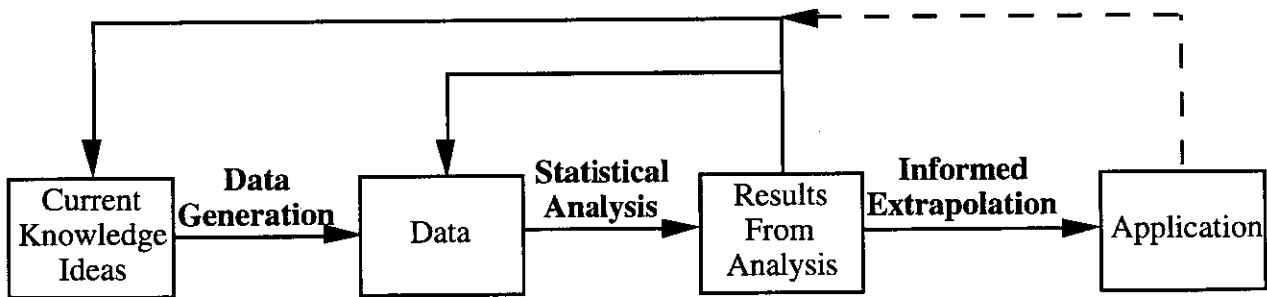 Current
Knowledge
Ideas
Data
Generation
Data
Statistical
Analysis
Results
From
Analysis
Informed
Extrapolation
Application